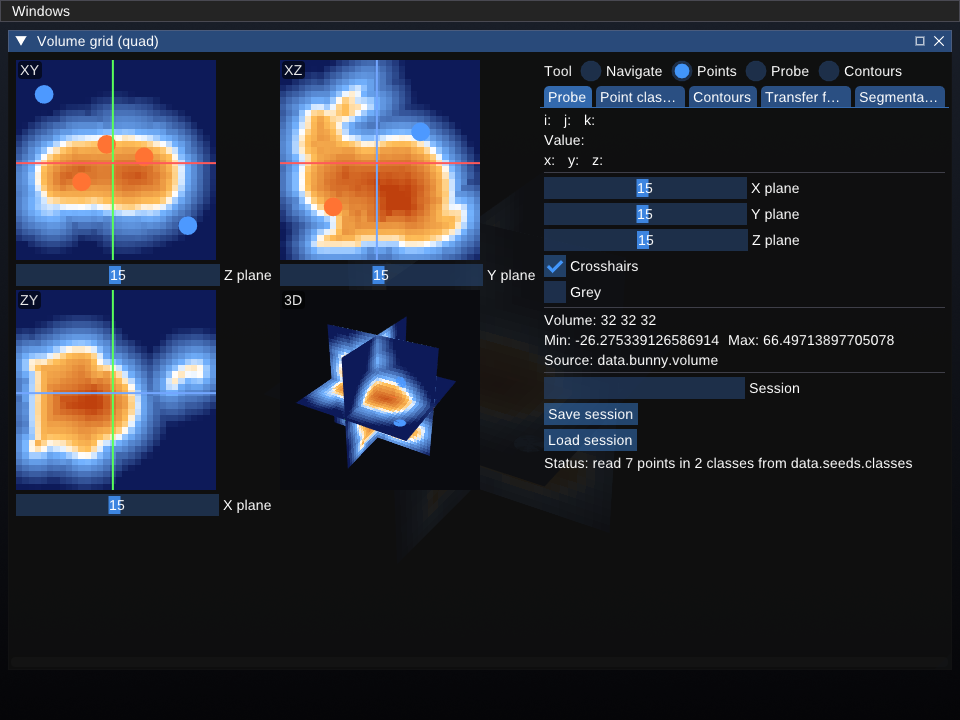 Windows
Volume grid (quad)
XY
XZ
Tool Navigate Points Probe Contours
Probe Point clas... Contours Transfer f... Segmenta...
i: j: k:
Value:
x: y: z:
15 X plane
15 Y plane
15 Z plane
15 Z plane
15 Y plane
Crosshairs
Grey
ZY
3D
Volume: 32 32 32
Min: -26.275339126586914 Max: 66.49713897705078
Source: data.bunny.volume
Session
Save session
Load session
Status: read 7 points in 2 classes from data.seeds.classes
15 X plane